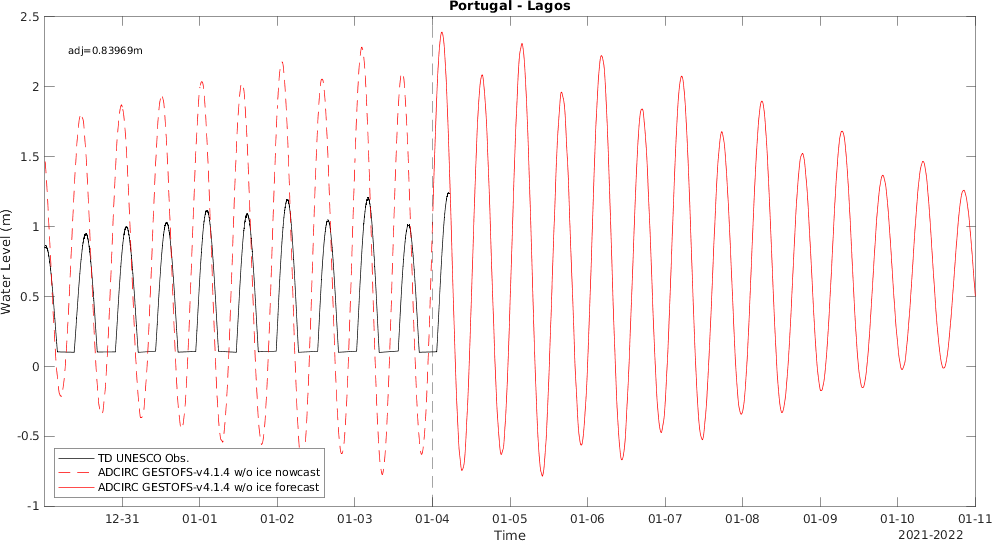 Portugal - Lagos
2.5
adj=0.83969m
2
1.5
1
0.5
0
-0.5
-1
Water Level (m)
TD UNESCO Obs.
ADCIRC GESTOFS-v4.1.4 w/o ice nowcast
ADCIRC GESTOFS-v4.1.4 w/o ice forecast
12-31 01-01 01-02 01-03 01-04 01-05 01-06 01-07 01-08 01-09 01-10 01-11
Time
2021-2022